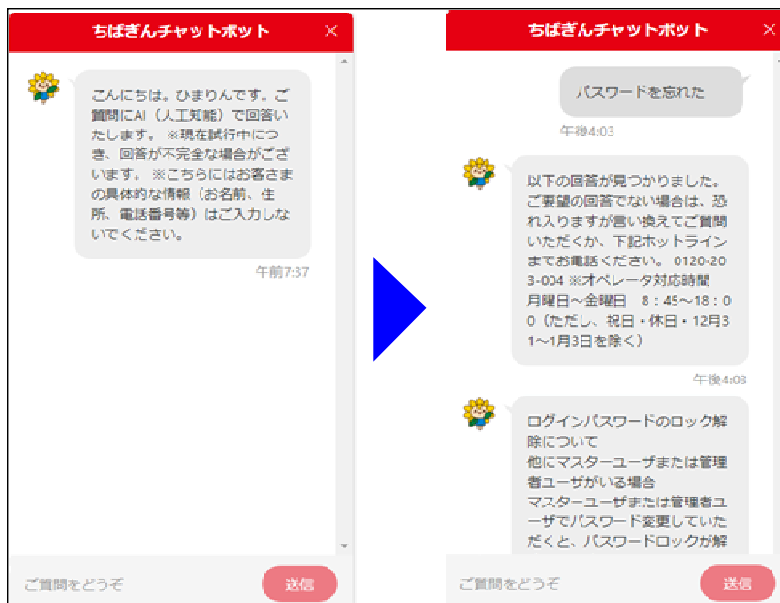 ちばぎんチャットボット ×
こんにちは。ひまりんです。ご
質問にAI（人工知能）で回答い
たします。 ※現在試行中につ
き、回答が不完全な場合がござ
います。 ※こちらにはお客さま
の具体的な情報（お名前、住
所、電話番号等）はご入力しな
いでください。
午前7:37
ご質問をどうぞ
送信
ちばぎんチャットボット ×
パスワードを忘れた
午後4:03
以下の回答が見つかりました。
ご要望の回答でない場合は、恐
れ入りますが言い換えてご質問
いただくか、下記ホットライン
までお電話ください。 0120-20
3-004 ※オペレータ対応時間
月曜日～金曜日　8：45～18：0
0（ただし、祝日・休日・12月3
1～1月3日を除く）
午後4:03
ログインパスワードのロック解
除について
他にマスターユーザまたは管理
者ユーザがいる場合
マスターユーザまたは管理者ユ
ーザでパスワード変更していた
だくと、パスワードロックが解
ご質問をどうぞ
送信